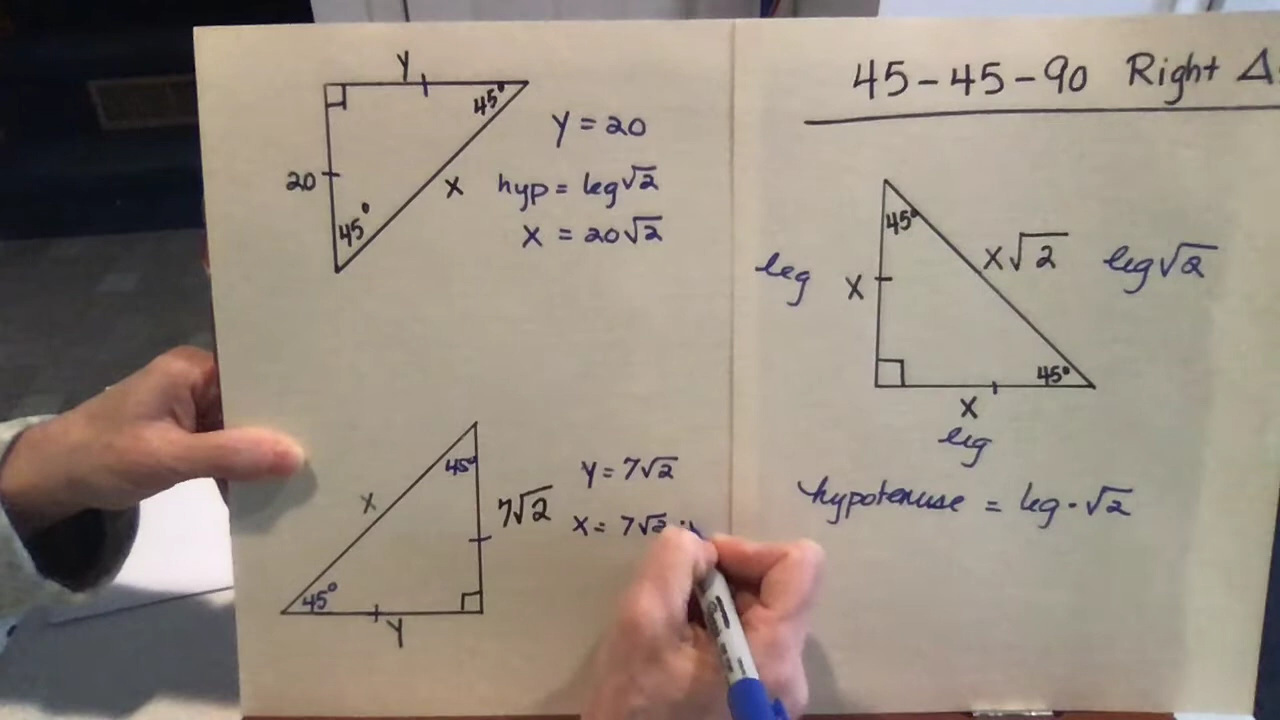 Y
45°
20
45°
X
Y = 20
hyp = leg√2
X = 20√2
45°
X
7√2
45°
Y
Y = 7√2
X = 7√2
45-45-90 Right Δ
45°
leg
X
X√2
leg√2
45°
X
leg
hypotenuse = leg · √2